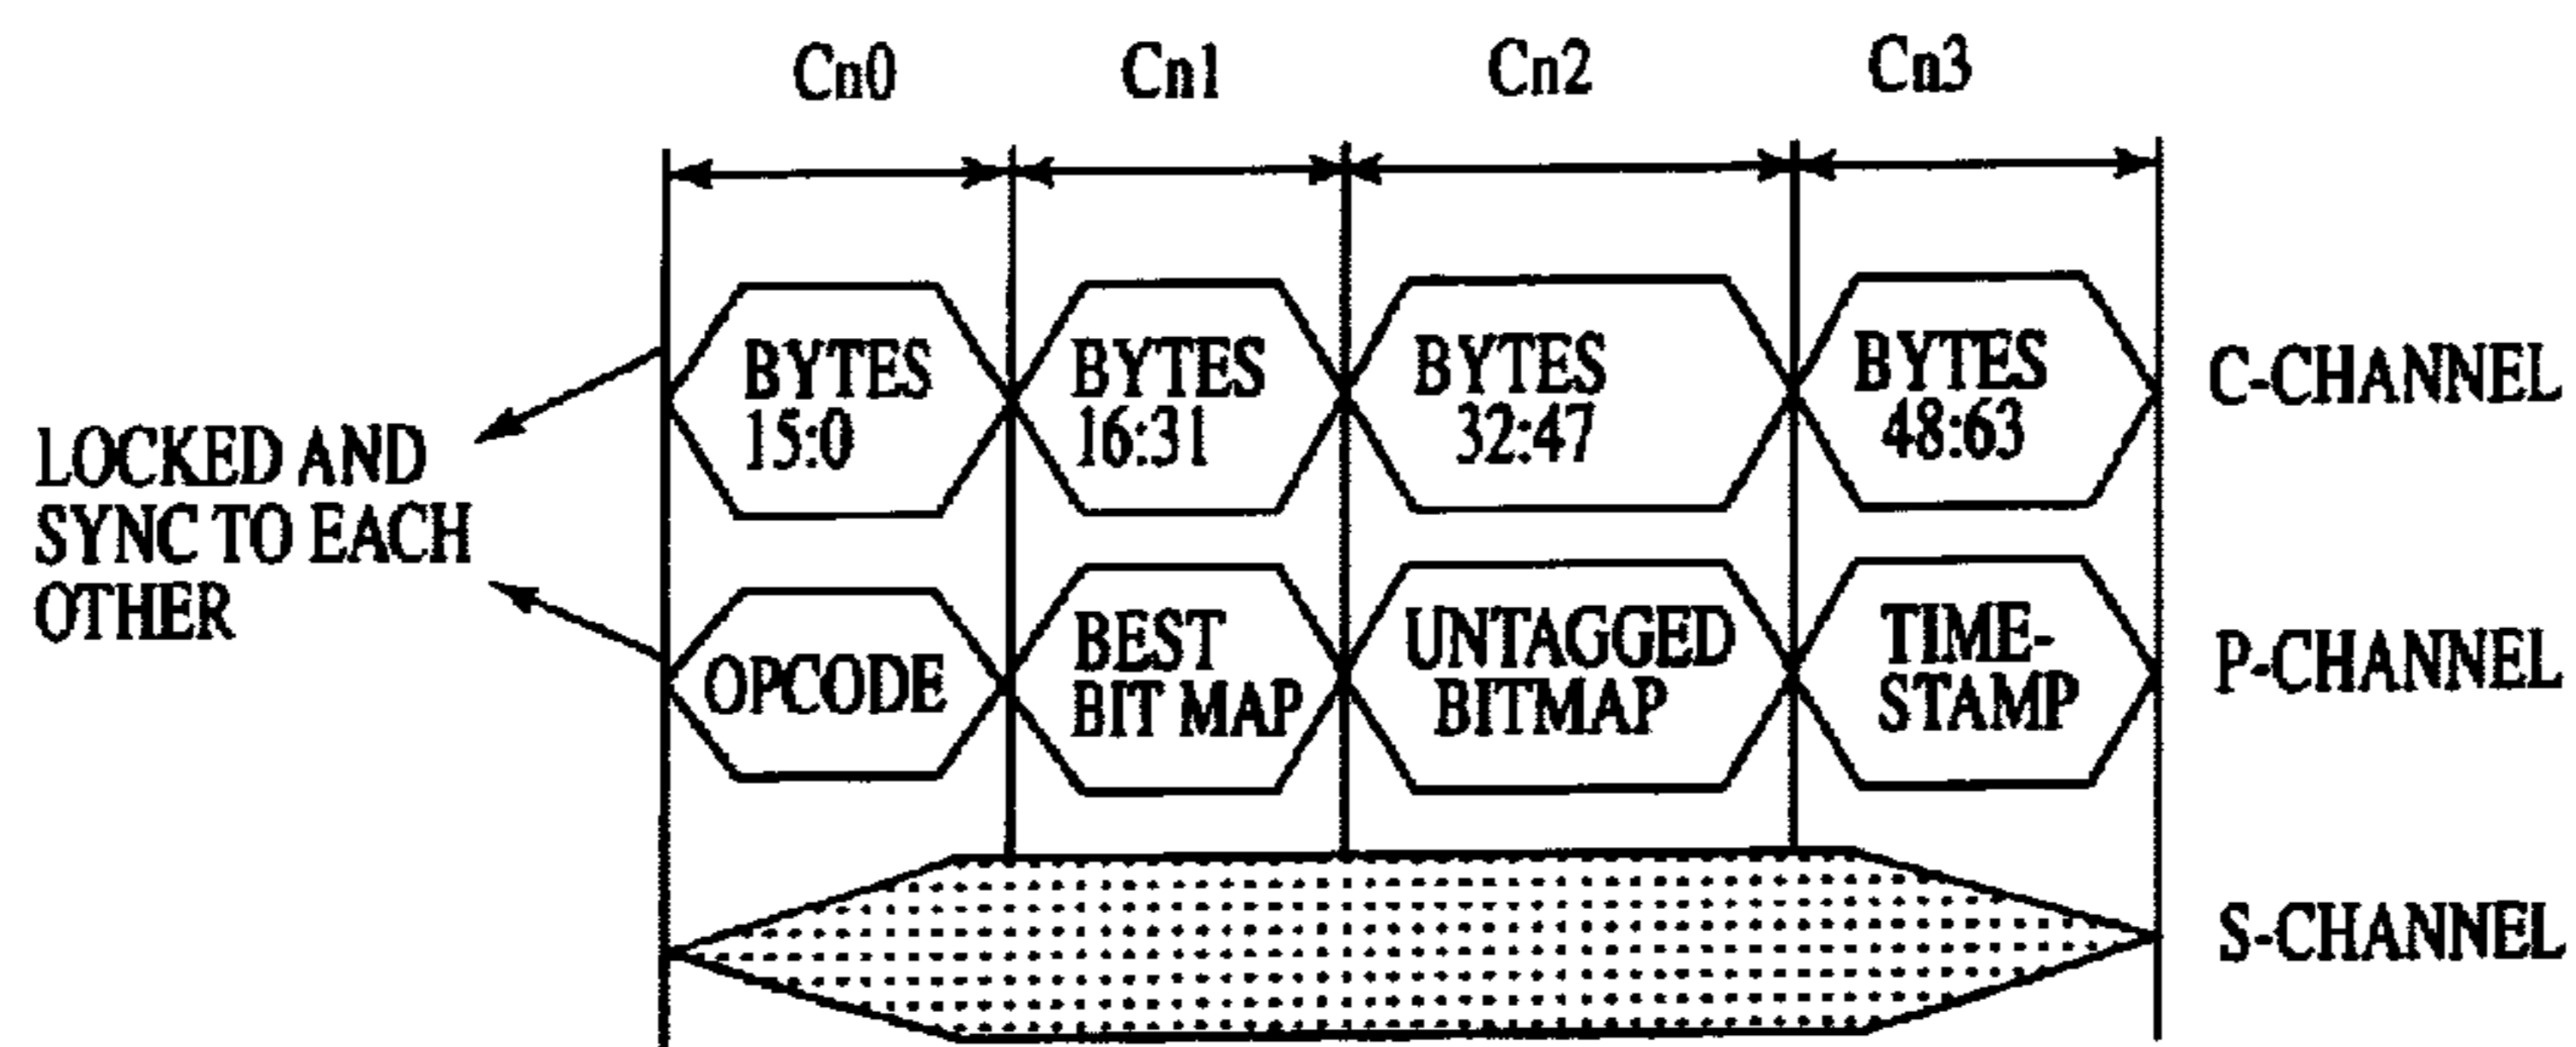 Cn0 Cn1 Cn2 Cn3
BYTES 15:0
BYTES 16:31
BYTES 32:47
BYTES 48:63
C-CHANNEL
LOCKED AND
SYNC TO EACH
OTHER
OPCODE
BEST
BIT MAP
UNTAGGED
BITMAP
TIME-
STAMP
P-CHANNEL
S-CHANNEL